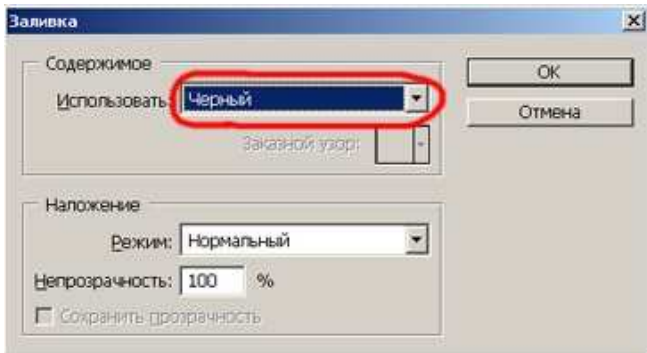 Заливка
Содержимое
Использовать: Черный
Заказной узор:
OK
Отмена
Наложение
Режим: Нормальный
Непрозрачность: 100 %
Сохранить прозрачность